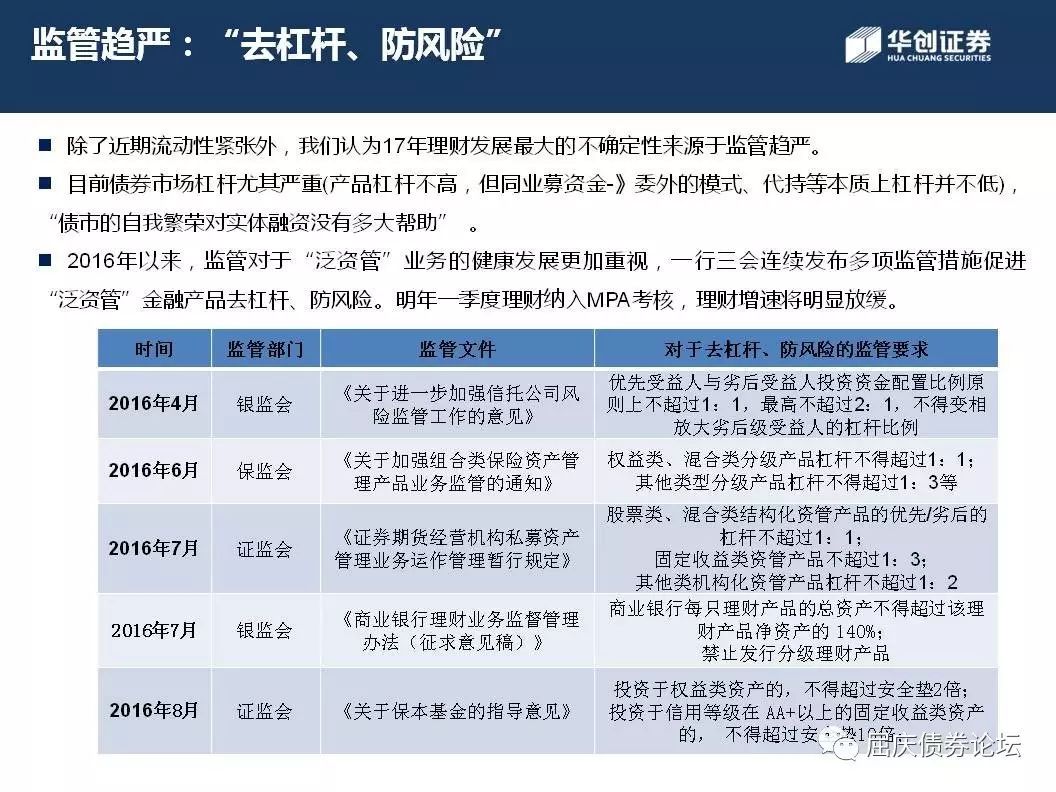 监管趋严：“去杠杆、防风险”
华创证券
HUA CHUANG SECURITIES
除了近期流动性紧张外，我们认为17年理财发展最大的不确定性来源于监管趋严。
目前债券市场杠杆尤其严重(产品杠杆不高，但同业募资金-》委外的模式、代持等本质上杠杆并不低)，
“债市的自我繁荣对实体融资没有多大帮助” 。
2016年以来，监管对于“泛资管”业务的健康发展更加重视，一行三会连续发布多项监管措施促进
“泛资管”金融产品去杠杆、防风险。明年一季度理财纳入MPA考核，理财增速将明显放缓。
时间 监管部门 监管文件 对于去杠杆、防风险的监管要求
2016年4月 银监会 《关于进一步加强信托公司风
险监管工作的意见》
优先受益人与劣后受益人投资资金配置比例原
则上不超过1：1，最高不超过2：1，不得变相
放大劣后级受益人的杠杆比例
2016年6月 保监会 《关于加强组合类保险资产管
理产品业务监管的通知》
权益类、混合类分级产品杠杆不得超过1：1；
其他类型分级产品杠杆不得超过1：3等
2016年7月 证监会 《证券期货经营机构私募资产
管理业务运作管理暂行规定》
股票类、混合类结构化资管产品的优先/劣后的
杠杆不超过1：1；
固定收益类资管产品不超过1：3；
其他类机构化资管产品杠杆不超过1：2
2016年7月 银监会 《商业银行理财业务监督管理
办法（征求意见稿）》
商业银行每只理财产品的总资产不得超过该理
财产品净资产的 140%；
禁止发行分级理财产品
2016年8月 证监会 《关于保本基金的指导意见》
投资于权益类资产的，不得超过安全垫2倍；
投资于信用等级在 AA+以上的固定收益类资产
的， 不得超过安全垫10倍
屈庆债券论坛